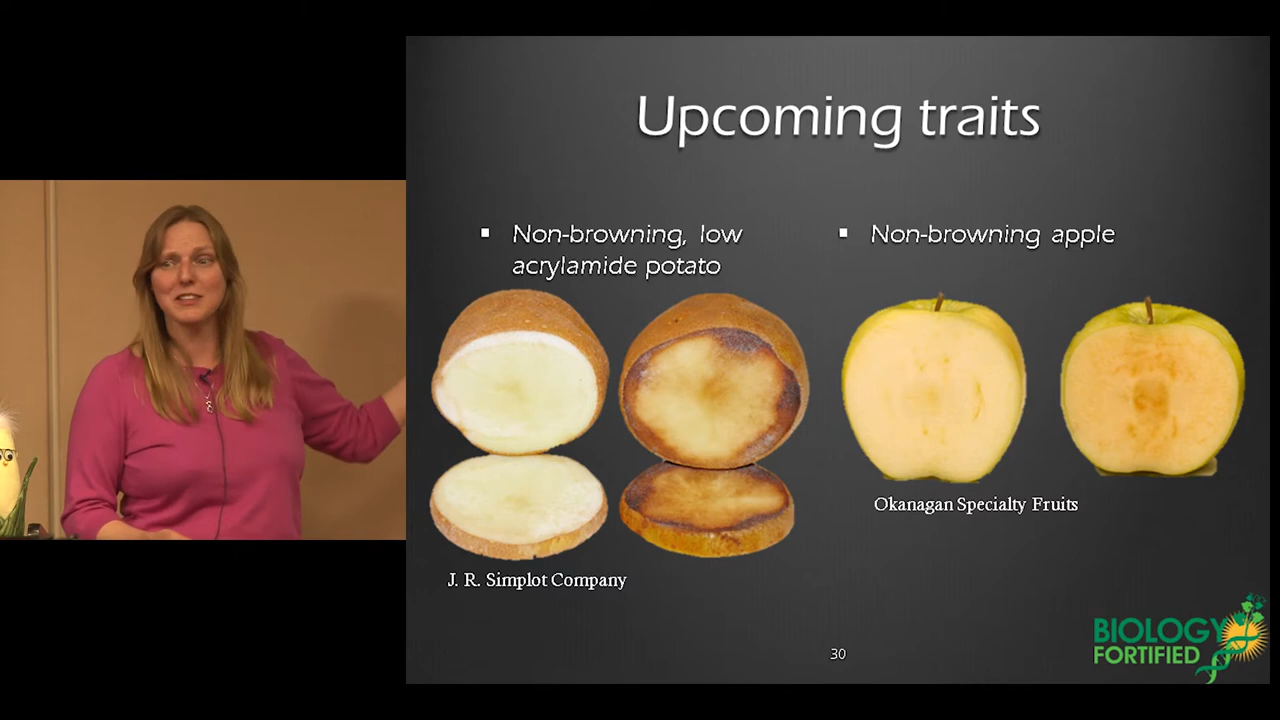 Upcoming traits
Non-browning, low
acrylamide potato
Non-browning apple
Okanagan Specialty Fruits
J. R. Simplot Company
30
BIOLOGY
FORTIFIED